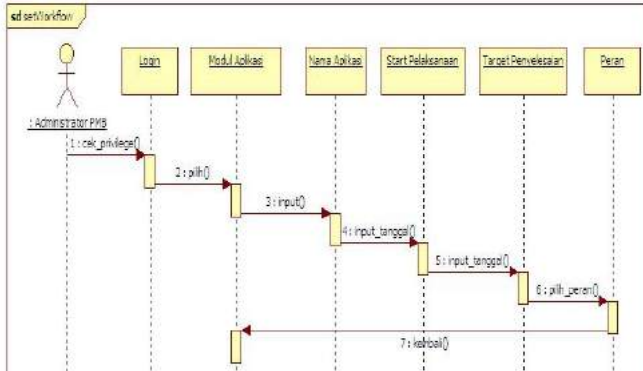 sd setWorkflow
Login
Modul Aplikasi
Nama Aplikasi
Start Pelaksanaan
Target Penyelesaian
Peran
: Administrator PMB
1 : cek_privilege()
2 : pilih()
3 : input()
4 : input_tanggal()
5 : input_tanggal()
6 : pilih_peran()
7 : kembali()